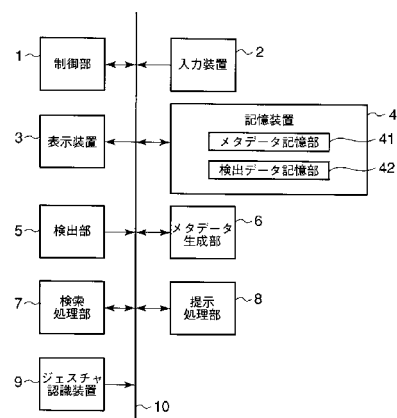 1
制御部
2
入力装置
3
表示装置
4
記憶装置
メタデータ記憶部
41
検出データ記憶部
42
5
検出部
6
メタデータ
生成部
7
検索
処理部
8
提示
処理部
9
ジェスチャ
認識装置
10